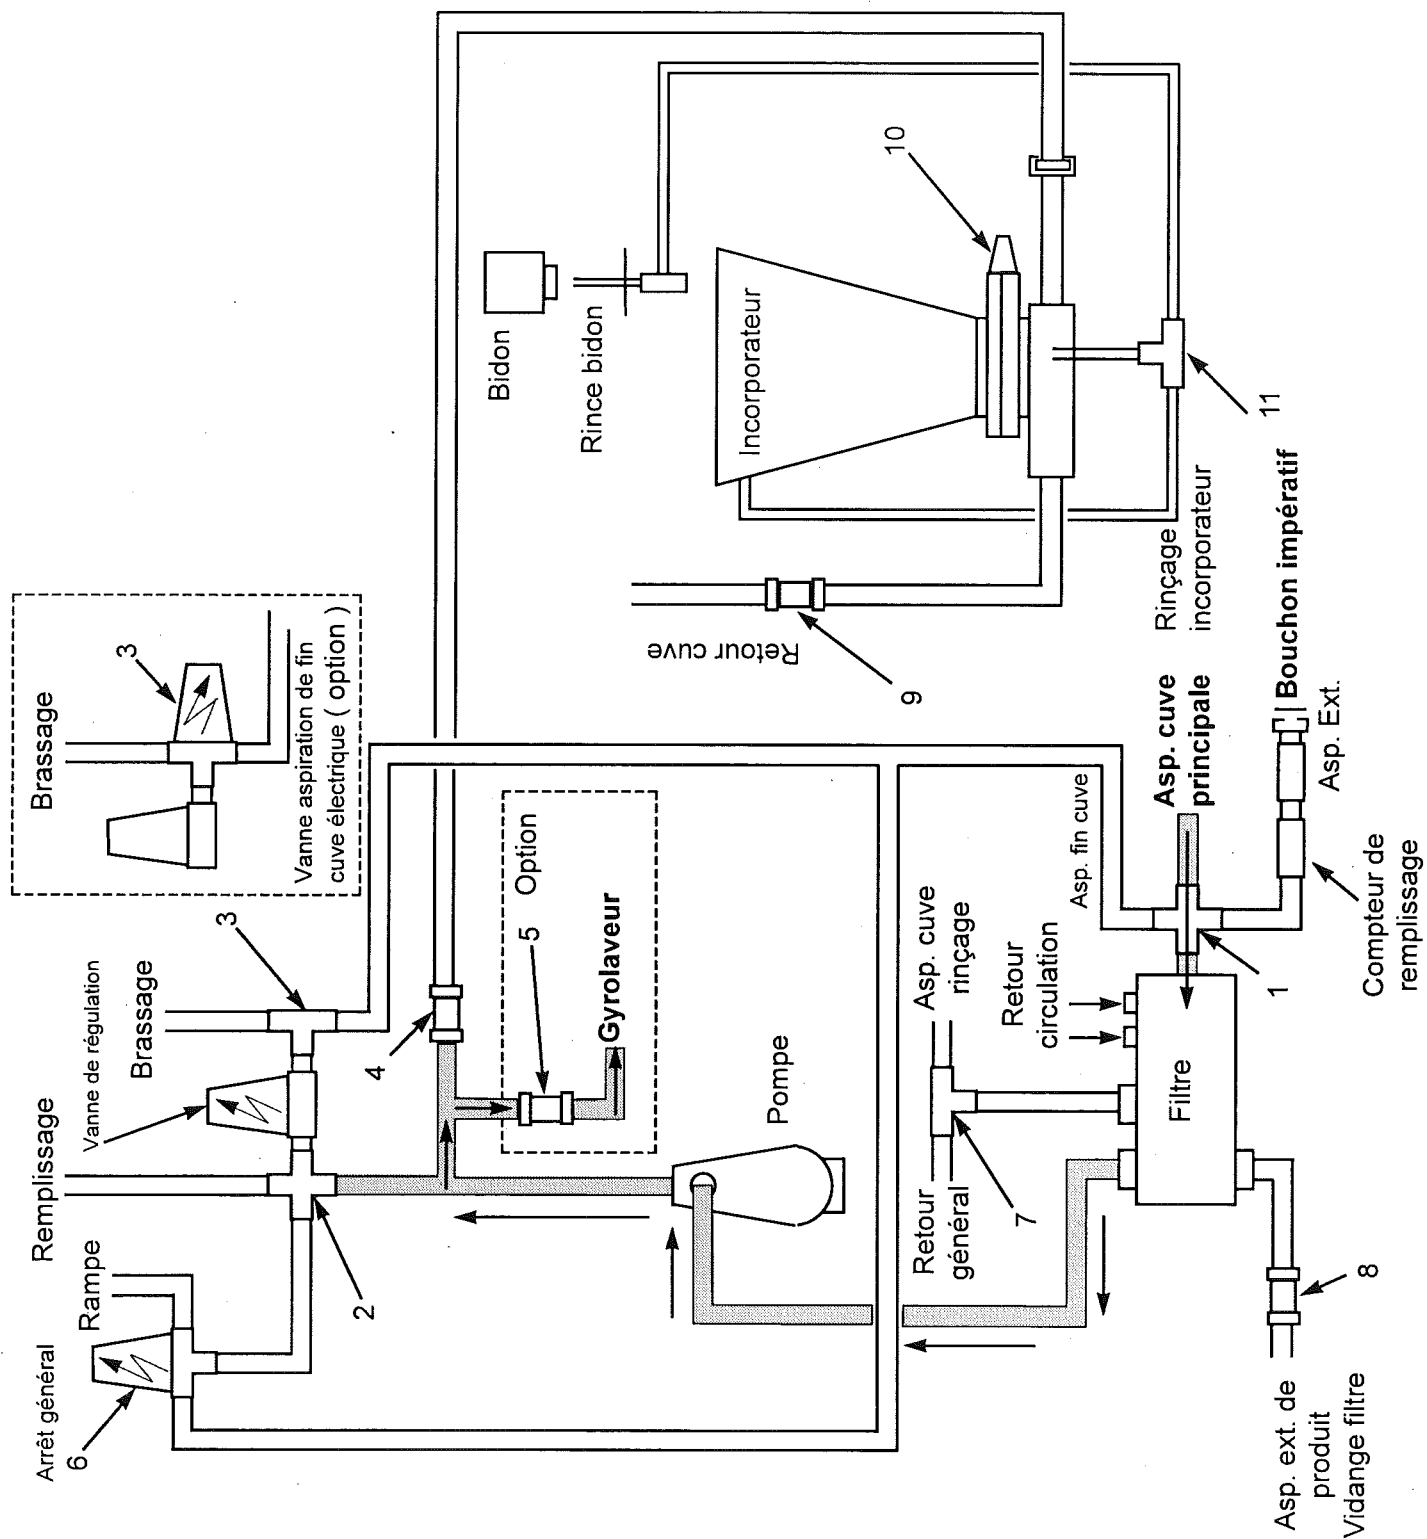 Arrêt général
6
Rampe
Remplissage
2
Vanne de régulation
Brassage
3
Brassage
3
Vanne aspiration de fin
cuve électrique ( option )
4
5
Option
Gyrolaveur
Pompe
Bidon
Rince bidon
Incorporateur
10
11
Rinçage
incorporateur
Retour cuve
9
Asp. fin cuve
Asp. cuve
principale
Bouchon impératif
Asp. Ext.
Compteur de
remplissage
1
Asp. cuve
rinçage
Retour
circulation
Retour
général
7
Filtre
8
Asp. ext. de
produit
Vidange filtre